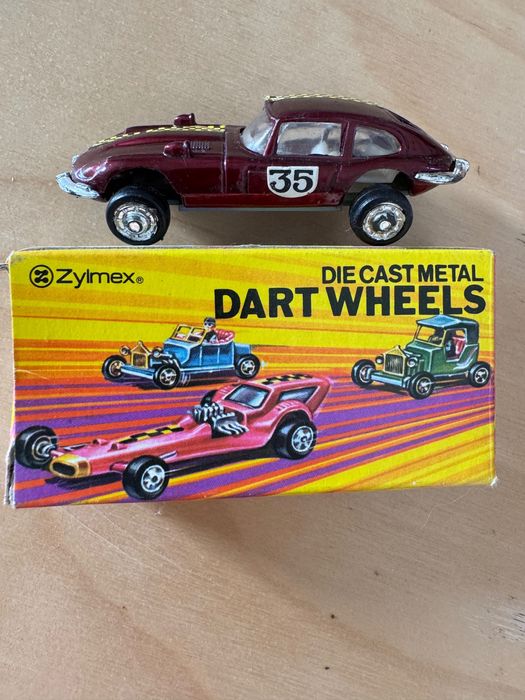 35
Zylmex®
DIE CAST METAL
DART WHEELS